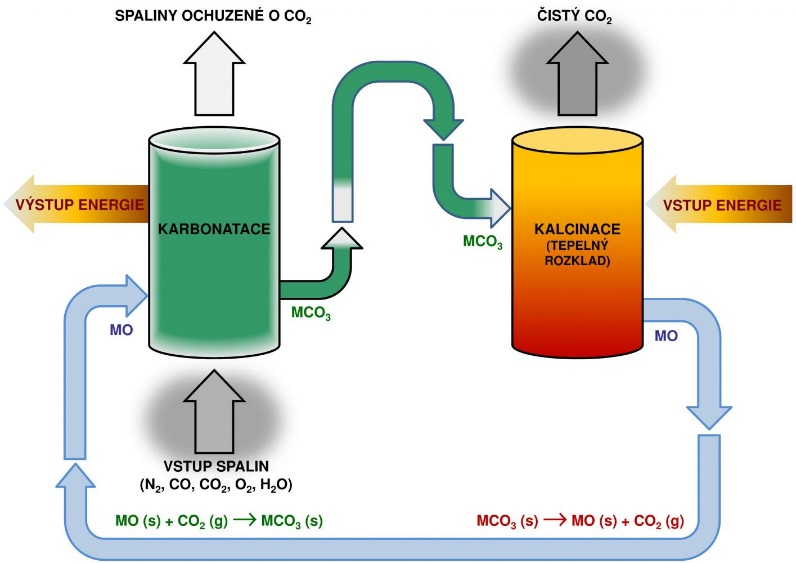 SPALINY OCHUZENÉ O CO₂
ČISTÝ CO₂
VÝSTUP ENERGIE
KARBONATACE
MCO₃
KALCINACE
(TEPELNÝ
ROZKLAD)
VSTUP ENERGIE
MO
MCO₃
MO
VSTUP SPALIN
(N₂, CO, CO₂, O₂, H₂O)
MO (s) + CO₂ (g) → MCO₃ (s)
MCO₃ (s) → MO (s) + CO₂ (g)